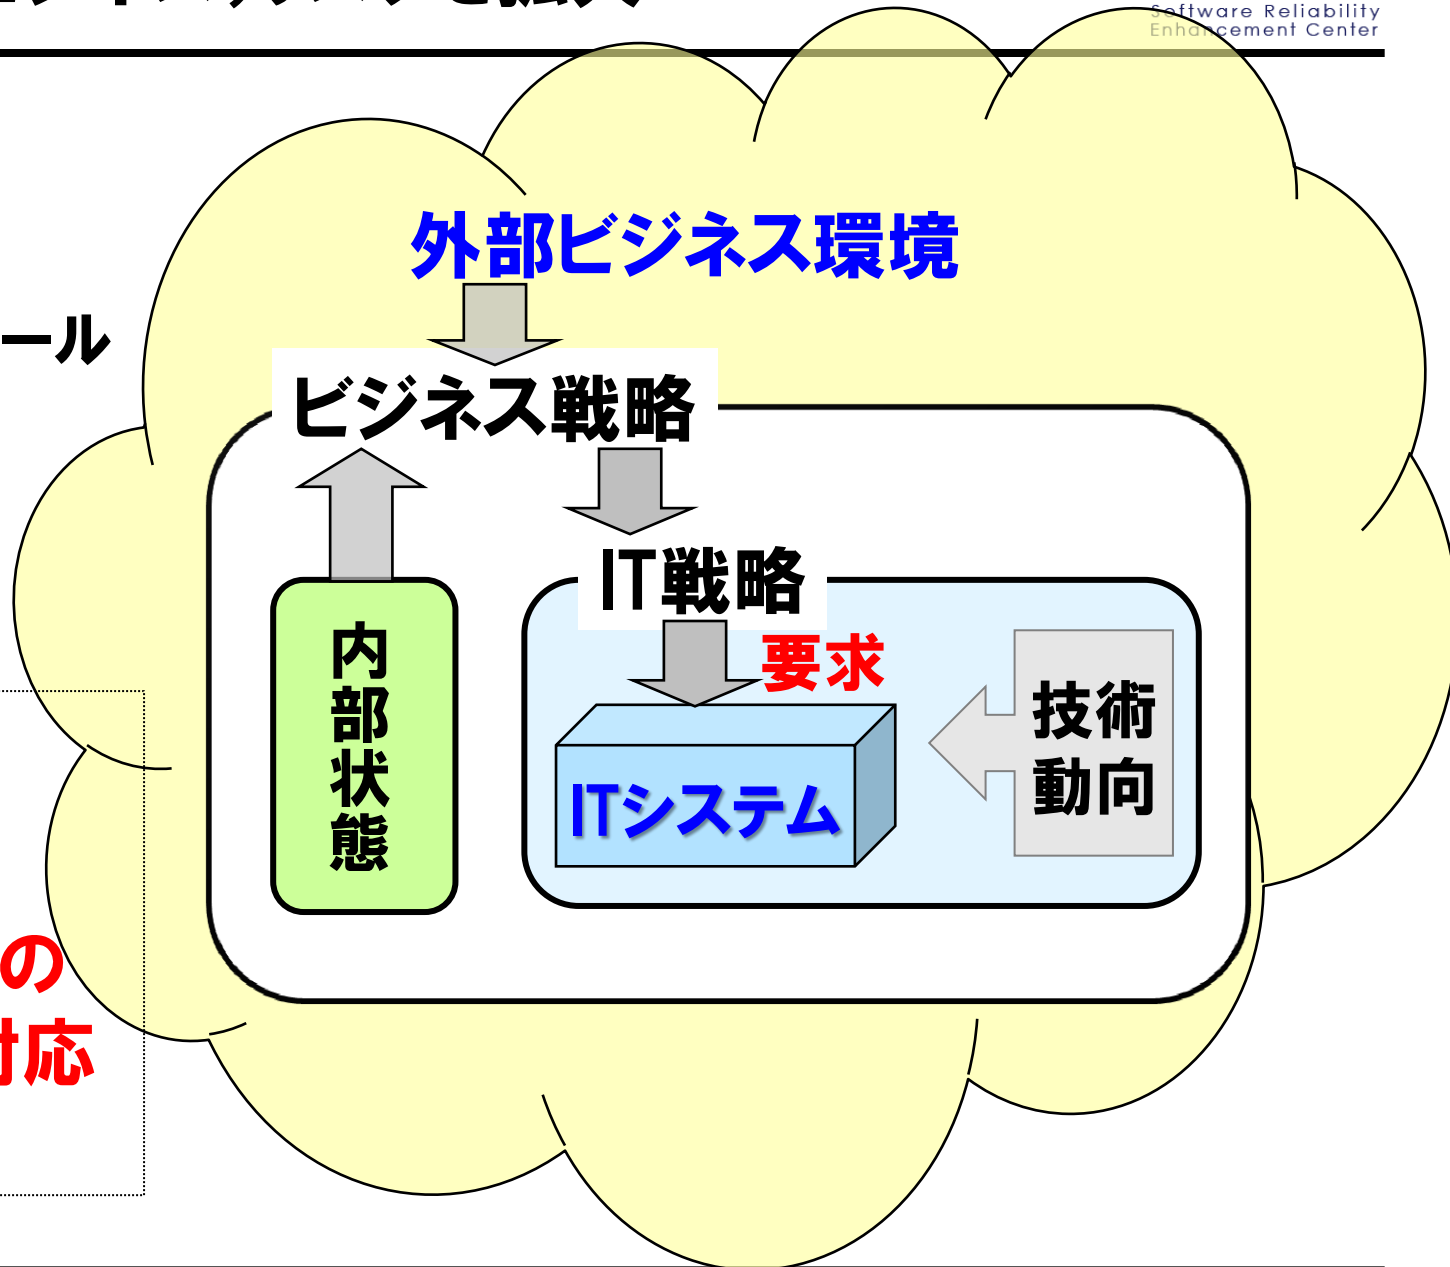 Software Reliability
Enhancement Center
外部ビジネス環境
ール
ビジネス戦略
IT戦略
要求
内部状態
技術
動向
ITシステム
の
対応